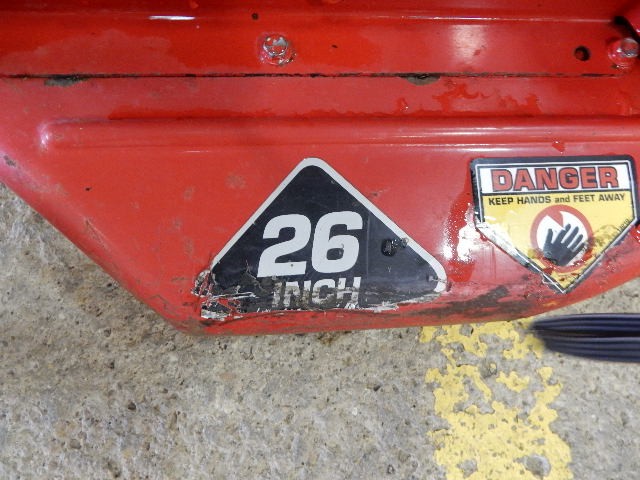 26
INCH
DANGER
KEEP HANDS and FEET AWAY